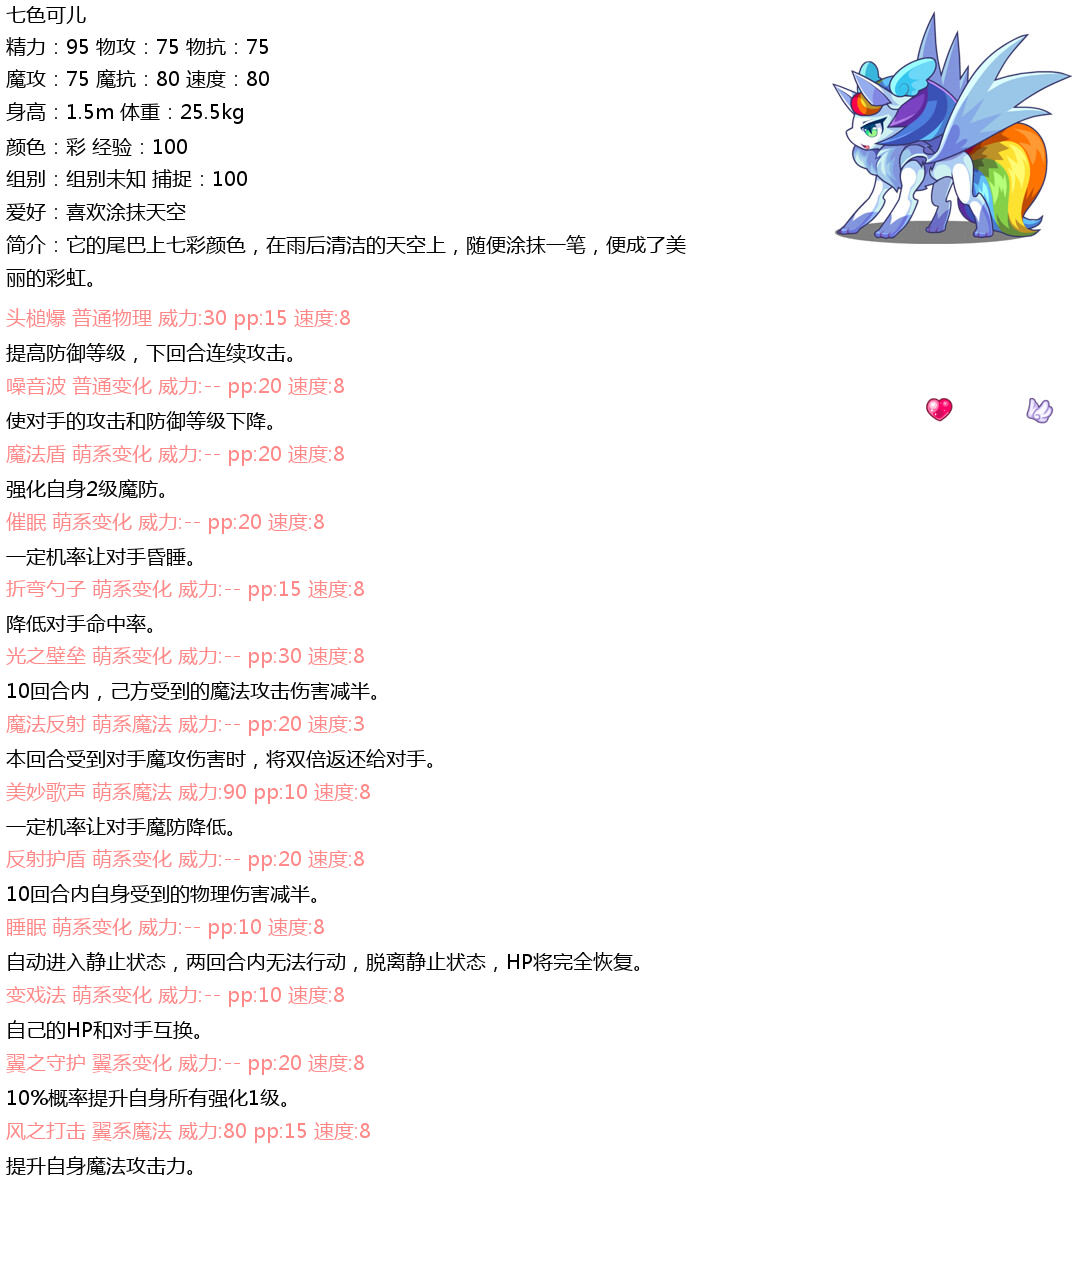 七色可儿
精力：95 物攻：75 物抗：75
魔攻：75 魔抗：80 速度：80
身高：1.5m 体重：25.5kg
颜色：彩 经验：100
组别：组别未知 捕捉：100
爱好：喜欢涂抹天空
简介：它的尾巴上七彩颜色，在雨后清洁的天空上，随便涂抹一笔，便成了美
丽的彩虹。
头槌爆 普通物理 威力:30 pp:15 速度:8
提高防御等级，下回合连续攻击。
噪音波 普通变化 威力:-- pp:20 速度:8
使对手的攻击和防御等级下降。
魔法盾 萌系变化 威力:-- pp:20 速度:8
强化自身2级魔防。
催眠 萌系变化 威力:-- pp:20 速度:8
一定机率让对手昏睡。
折弯勺子 萌系变化 威力:-- pp:15 速度:8
降低对手命中率。
光之壁垒 萌系变化 威力:-- pp:30 速度:8
10回合内，己方受到的魔法攻击伤害减半。
魔法反射 萌系魔法 威力:-- pp:20 速度:3
本回合受到对手魔攻伤害时，将双倍返还给对手。
美妙歌声 萌系魔法 威力:90 pp:10 速度:8
一定机率让对手魔防降低。
反射护盾 萌系变化 威力:-- pp:20 速度:8
10回合内自身受到的物理伤害减半。
睡眠 萌系变化 威力:-- pp:10 速度:8
自动进入静止状态，两回合内无法行动，脱离静止状态，HP将完全恢复。
变戏法 萌系变化 威力:-- pp:10 速度:8
自己的HP和对手互换。
翼之守护 翼系变化 威力:-- pp:20 速度:8
10%概率提升自身所有强化1级。
风之打击 翼系魔法 威力:80 pp:15 速度:8
提升自身魔法攻击力。